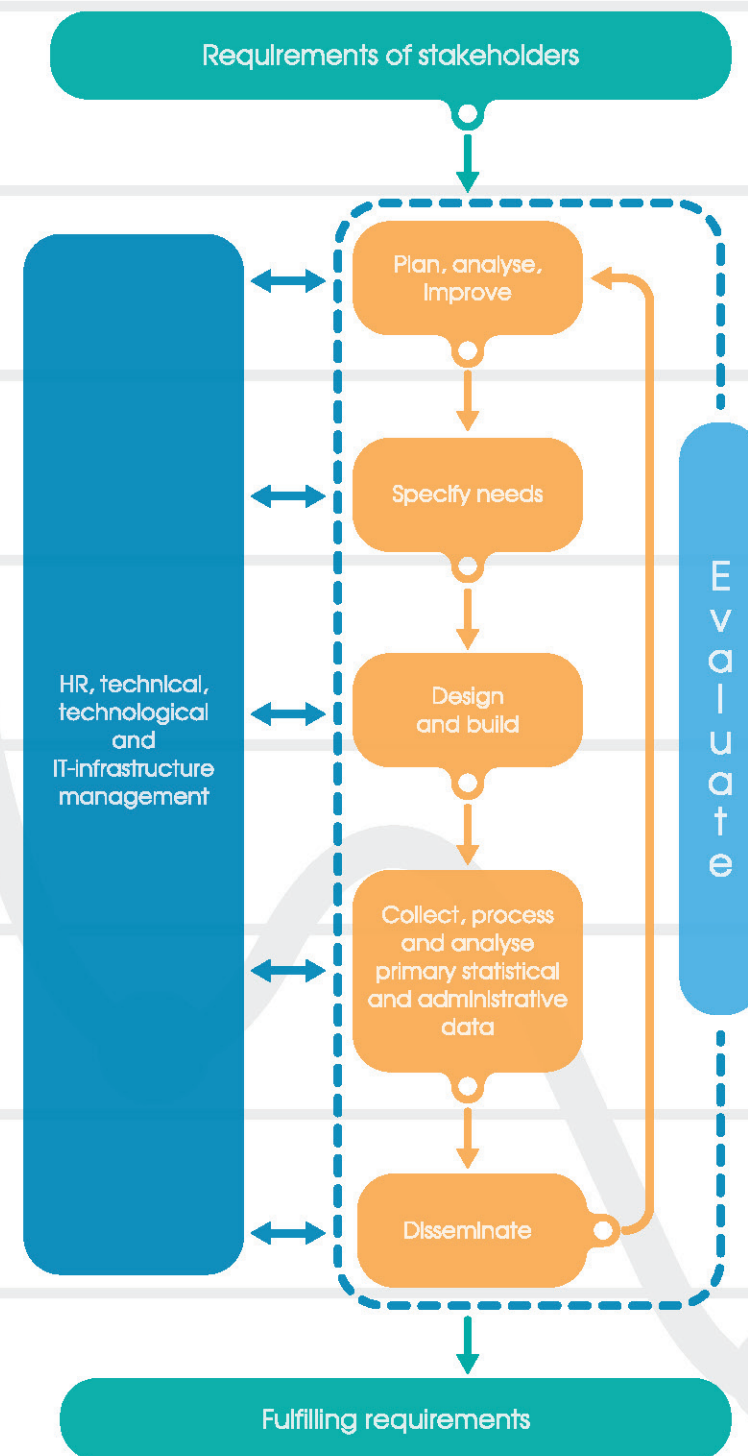 Requirements of stakeholders
Plan, analyse,
improve
Specify needs
HR, technical,
technological
and
IT-infrastructure
management
Design
and build
Evaluate
Collect, process
and analyse
primary statistical
and administrative
data
Disseminate
Fulfilling requirements